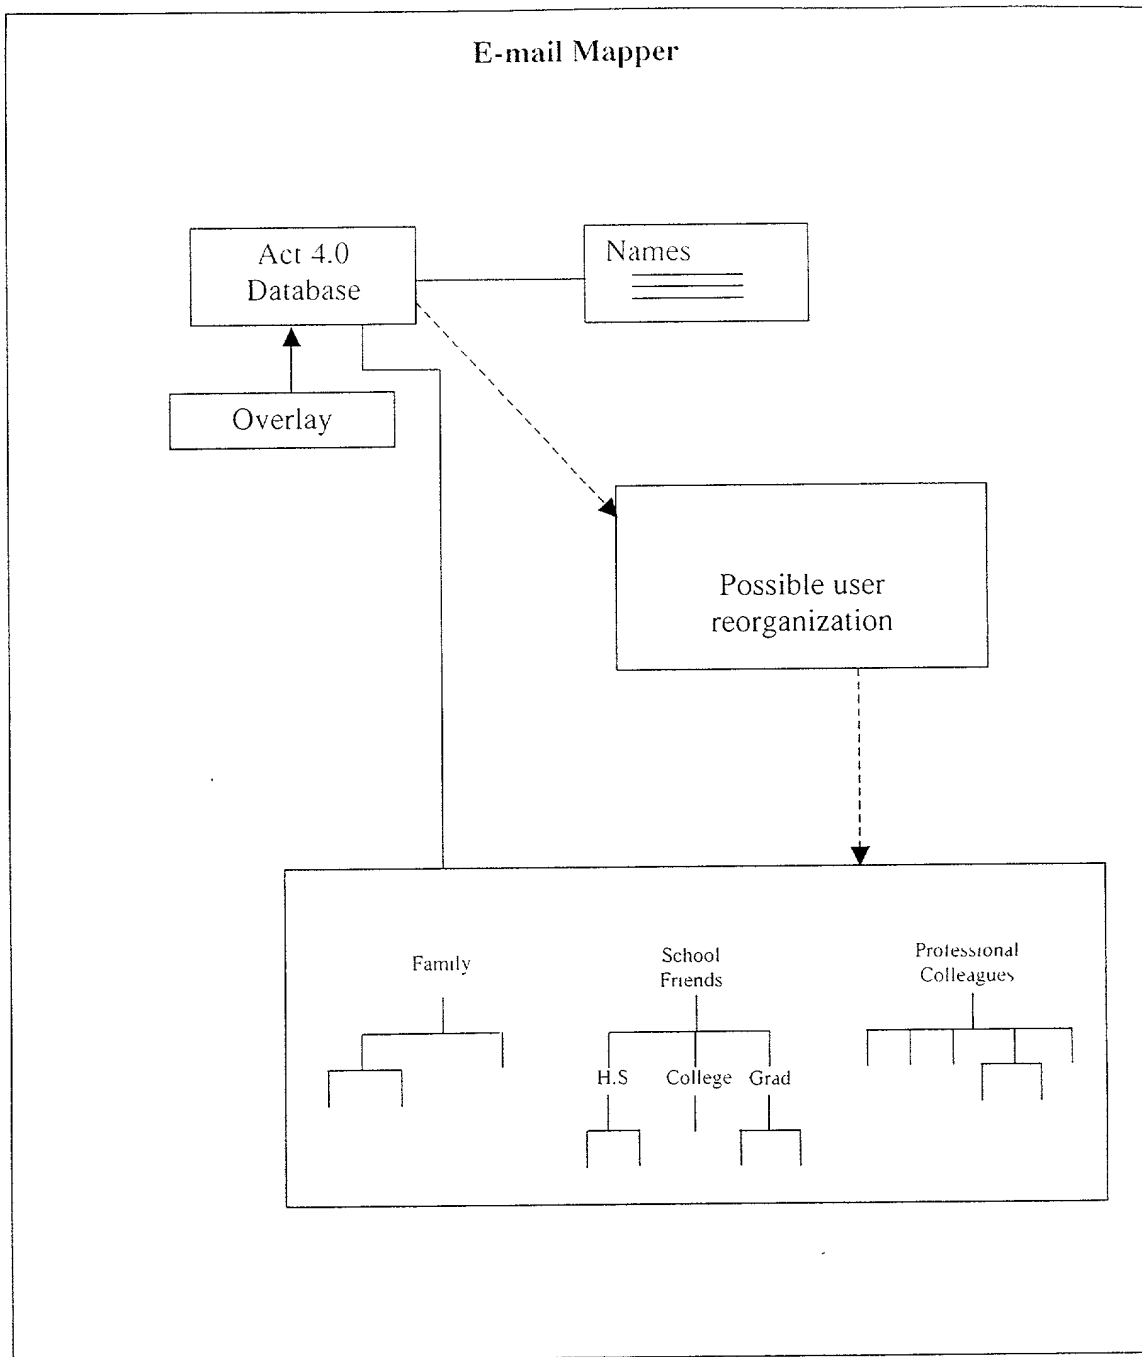 E-mail Mapper
Act 4.0
Database
Names
Overlay
Possible user
reorganization
Family
School
Friends
Professional
Colleagues
H.S
College
Grad